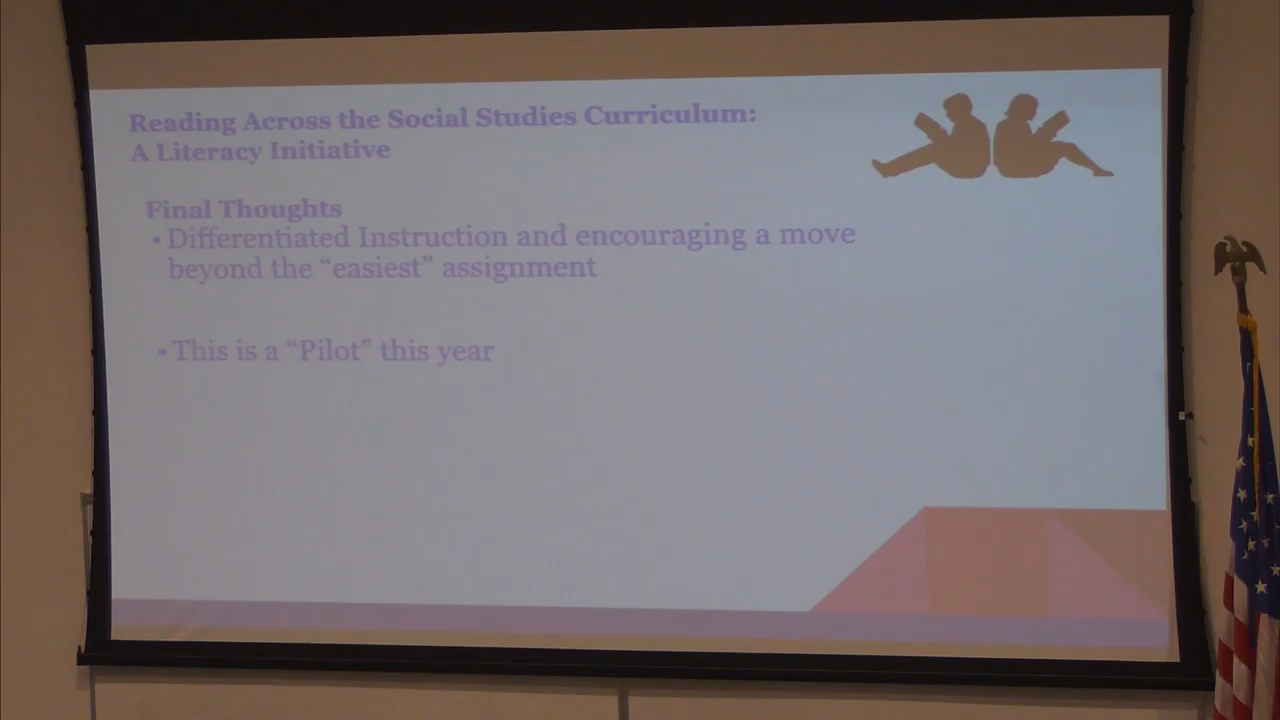 Reading Across the Social Studies Curriculum:
A Literacy Initiative
Final Thoughts
• Differentiated Instruction and encouraging a move
beyond the “easiest” assignment
• This is a “Pilot” this year